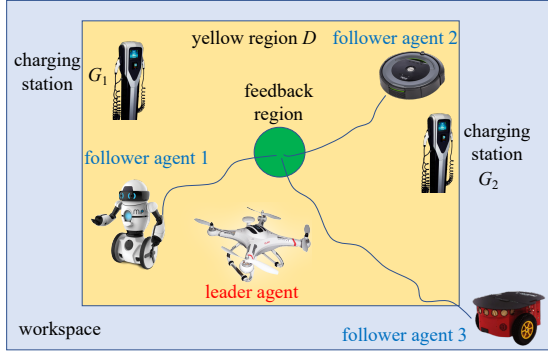 yellow region D
follower agent 2
charging
station
G1
feedback
region
charging
station
G2
follower agent 1
leader agent
follower agent 3
workspace